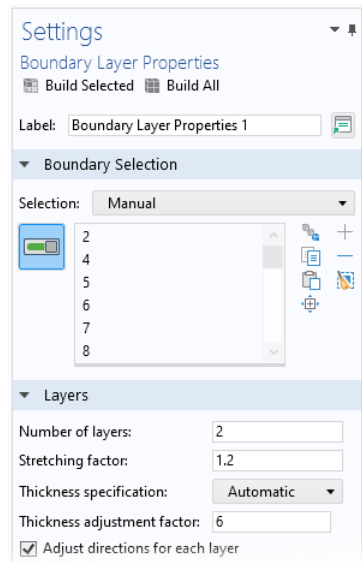 Settings
Boundary Layer Properties
Build Selected Build All
Label: Boundary Layer Properties 1
Boundary Selection
Selection: Manual
2
4
5
6
7
8
Layers
Number of layers: 2
Stretching factor: 1.2
Thickness specification: Automatic
Thickness adjustment factor: 6
Adjust directions for each layer